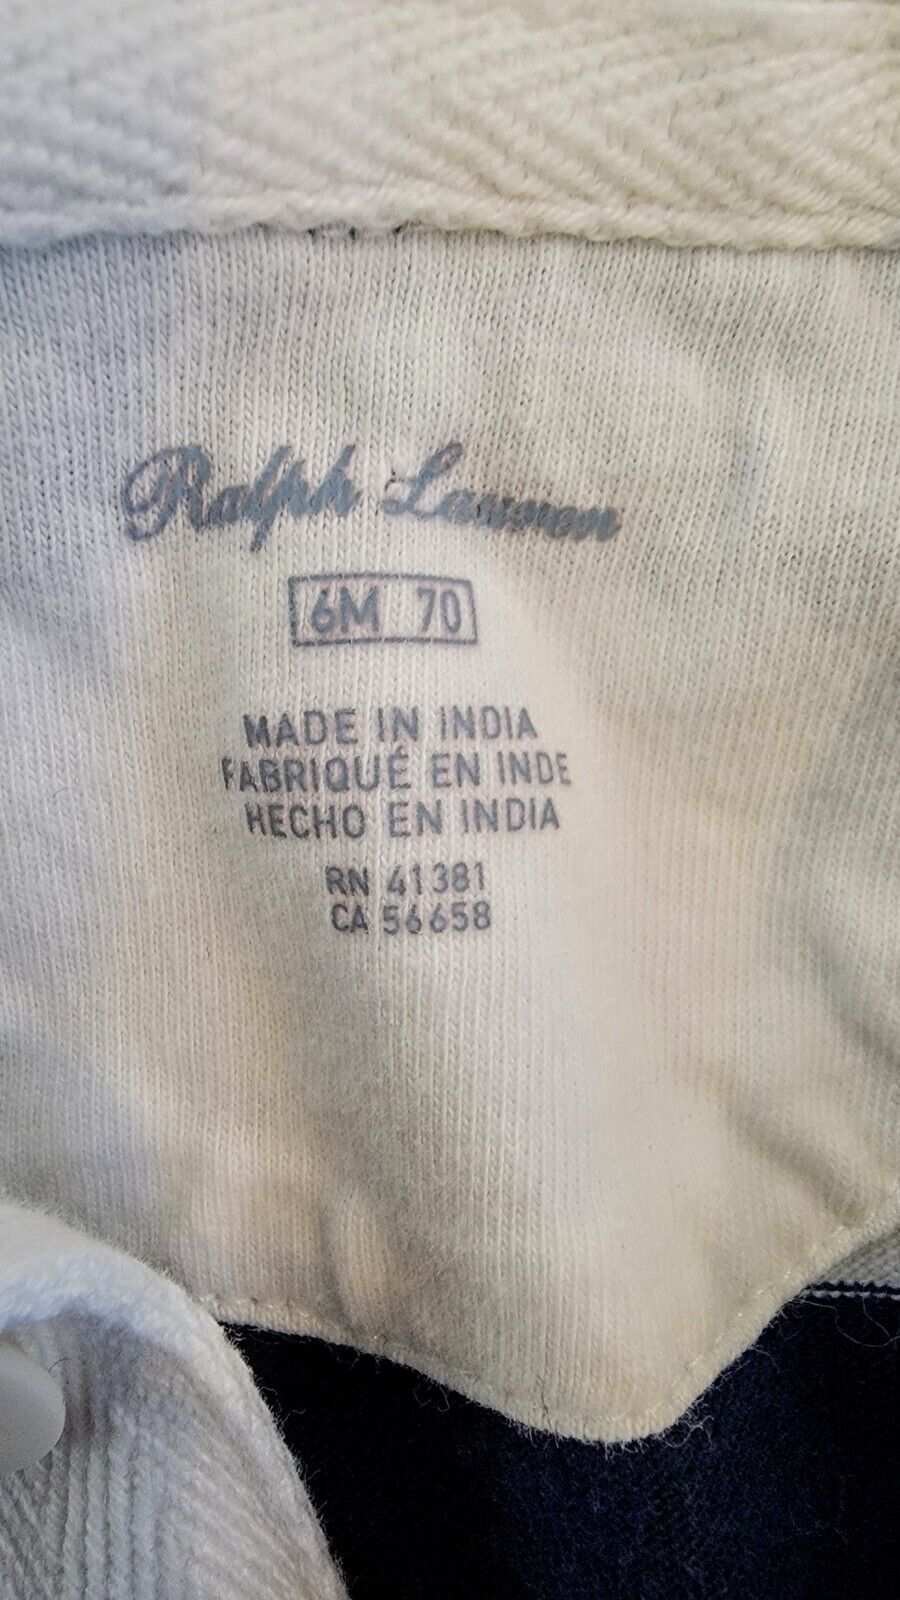 Ralph Lauren
6M 70
MADE IN INDIA
FABRIQUÉ EN INDE
HECHO EN INDIA
RN 41381
CA 56658